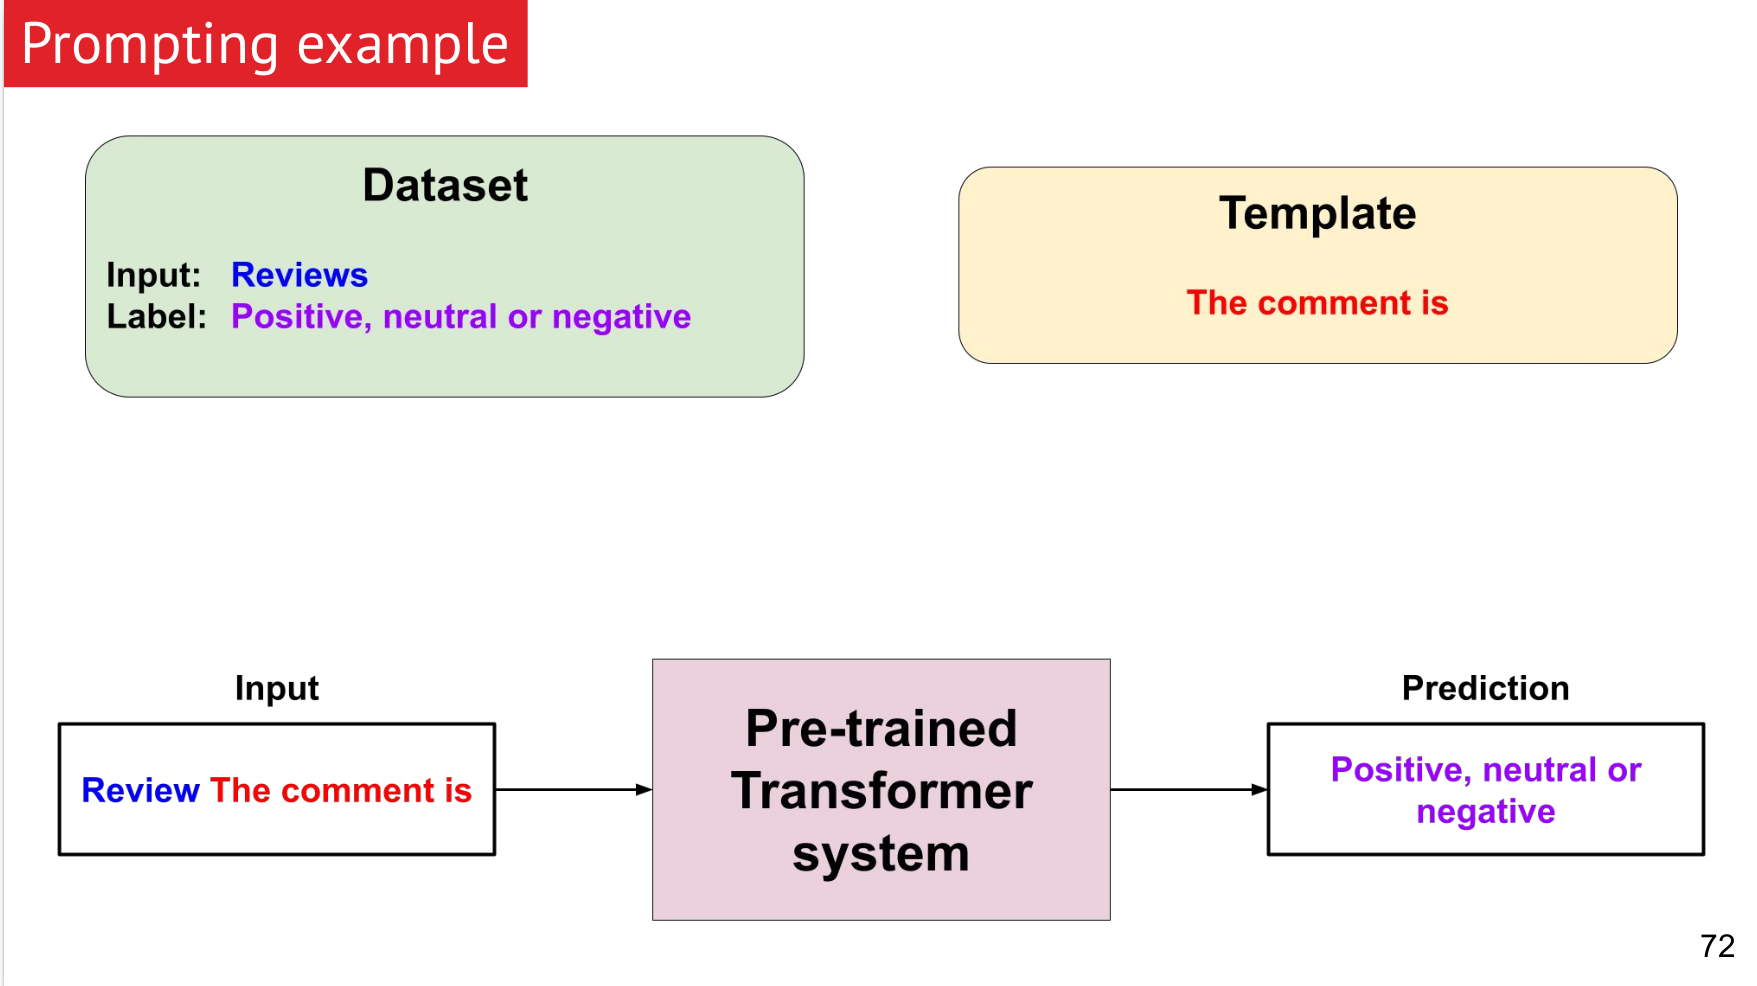 Prompting example
Dataset
Input: Reviews
Label: Positive, neutral or negative
Template
The comment is
Input
Review The comment is
Pre-trained
Transformer
system
Prediction
Positive, neutral or
negative
72